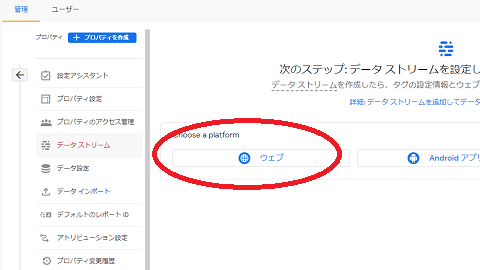 管理 ユーザー
プロパティ + プロパティを作成
設定アシスタント
プロパティ設定
プロパティのアクセス管理
データ ストリーム
データ設定
データ インポート
デフォルトのレポート ID
アトリビューション設定
プロパティ変更履歴
次のステップ: データ ストリームを設定し
データ ストリームを作成したら、タグの設定情報とウェブ
詳細: データ ストリームを追加してデータ
Choose a platform
ウェブ
Android アプリ